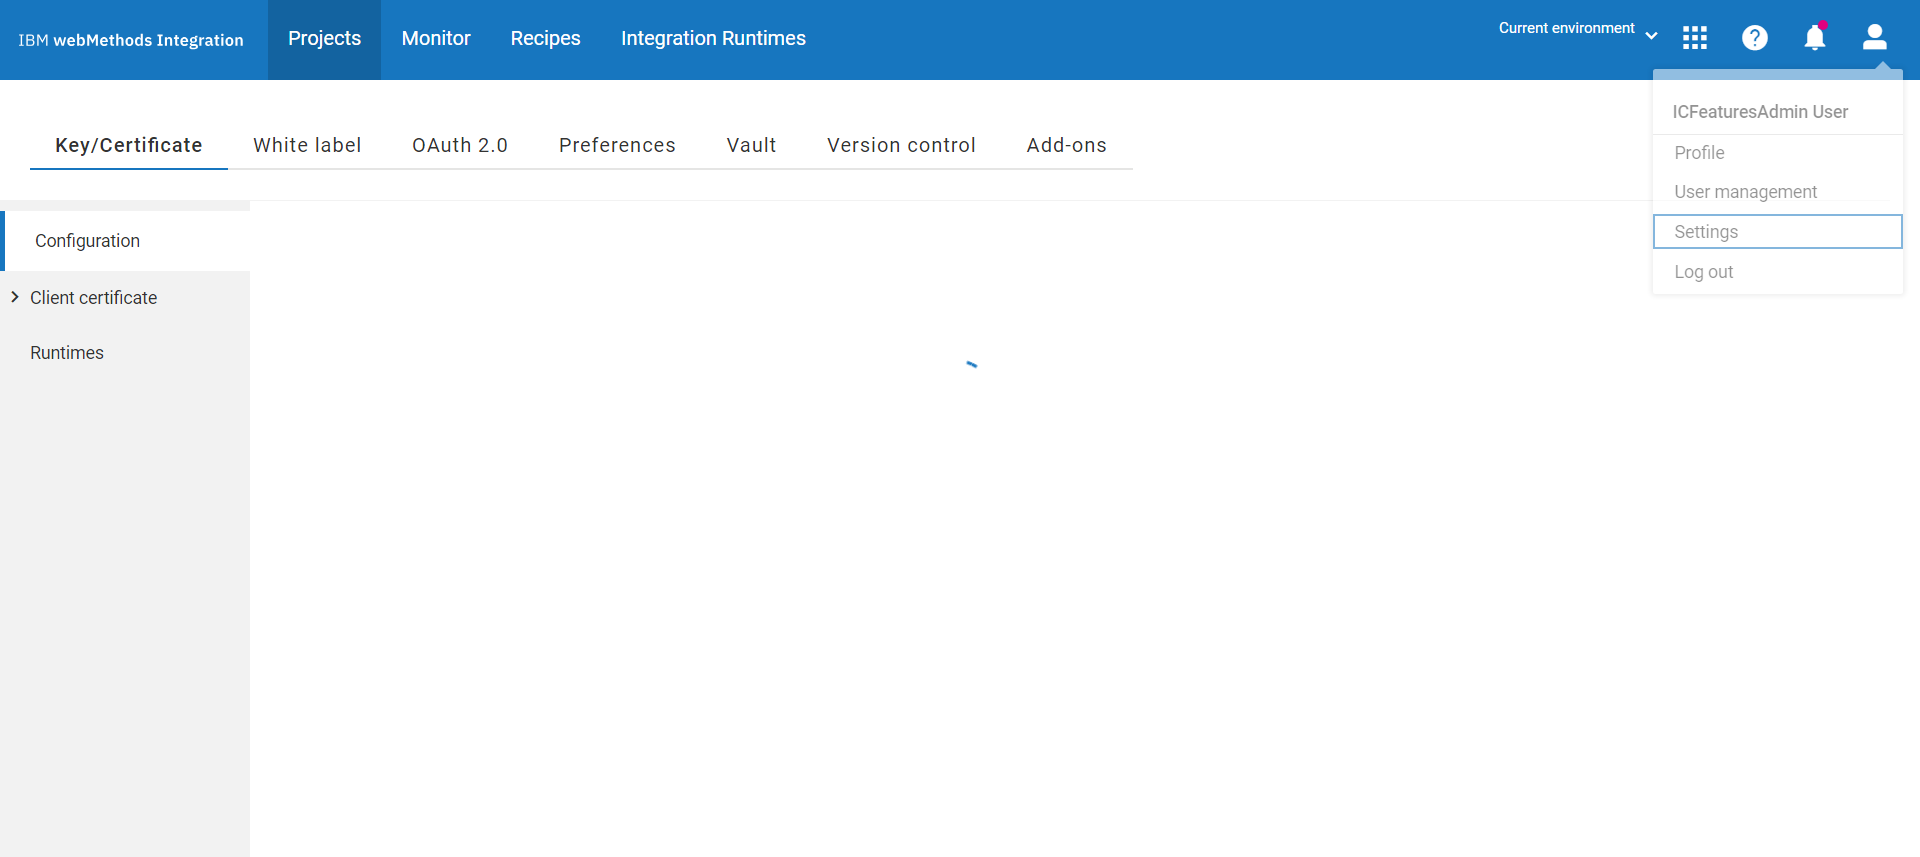 IBM webMethods Integration
Projects
Monitor
Recipes
Integration Runtimes
Current environment
ICFeaturesAdmin User
Profile
User management
Settings
Log out
Key/Certificate
White label
OAuth 2.0
Preferences
Vault
Version control
Add-ons
Configuration
Client certificate
Runtimes